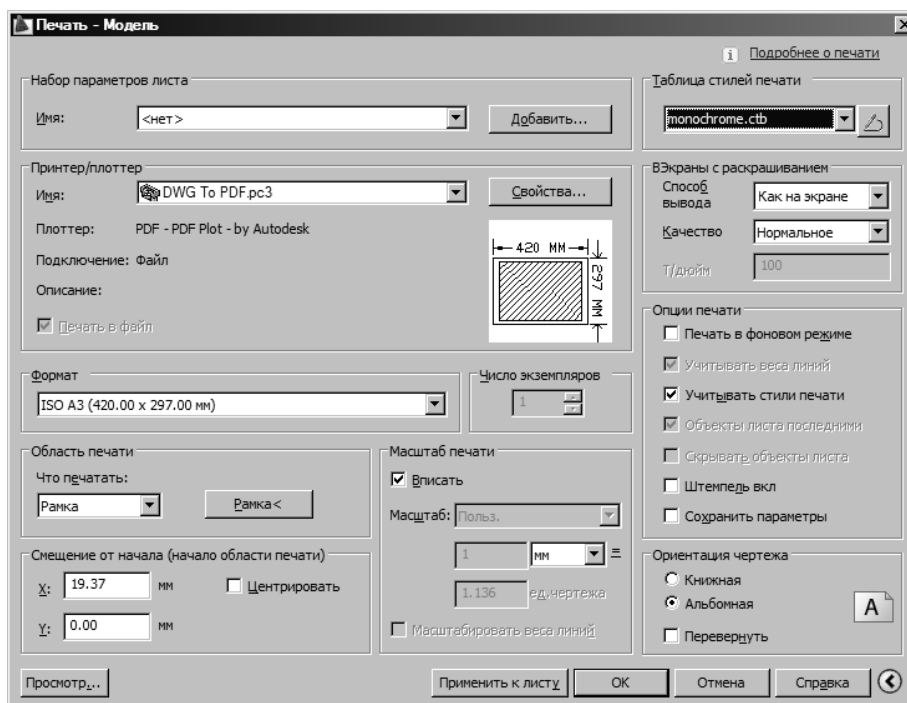 Печать - Модель
Подробнее о печати
Набор параметров листа
Имя: <нет> Добавить...
Таблица стилей печати
monochrome.ctb
Принтер/плоттер
Имя: DWG To PDF.pc3 Свойства...
Плоттер: PDF - PDF Plot - by Autodesk
Подключение: Файл
Описание:
Печать в файл
420 MM
297 MM
ВЭкраны с раскрашиванием
Способ вывода Как на экране
Качество Нормальное
Т/дюйм 100
Формат
ISO A3 (420.00 x 297.00 мм)
Число экземпляров
1
Опции печати
Печать в фоновом режиме
Учитывать веса линий
Учитывать стили печати
Объекты листа последними
Скрывать объекты листа
Штемпель вкл
Сохранить параметры
Область печати
Что печатать:
Рамка Рамка<
Масштаб печати
Вписать
Масштаб: Польз.
1 мм =
1.136 ед.чертежа
Масштабировать веса линий
Смещение от начала (начало области печати)
X: 19.37 мм Центрировать
Y: 0.00 мм
Ориентация чертежа
Книжная
Альбомная
Перевернуть
A
Просмотр... Применить к листу OK Отмена Справка